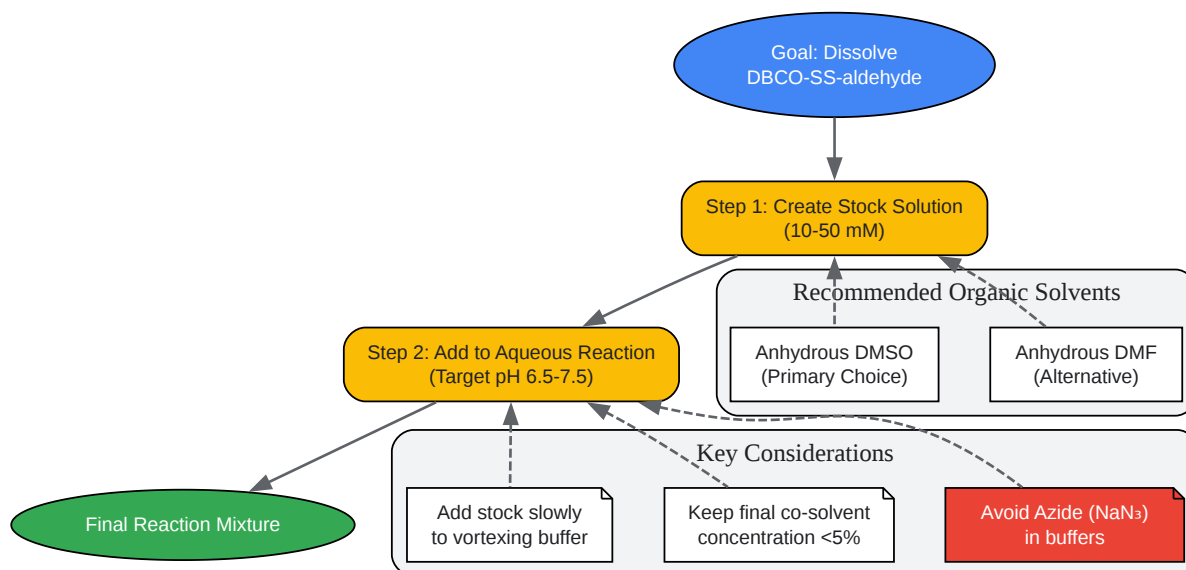 Goal: Dissolve
DBCO-SS-aldehyde
Step 1: Create Stock Solution
(10-50 mM)
Recommended Organic Solvents
Anhydrous DMSO
(Primary Choice)
Anhydrous DMF
(Alternative)
Step 2: Add to Aqueous Reaction
(Target pH 6.5-7.5)
Key Considerations
Add stock slowly
to vortexing buffer
Keep final co-solvent
concentration <5%
Avoid Azide (NaN₃)
in buffers
Final Reaction Mixture